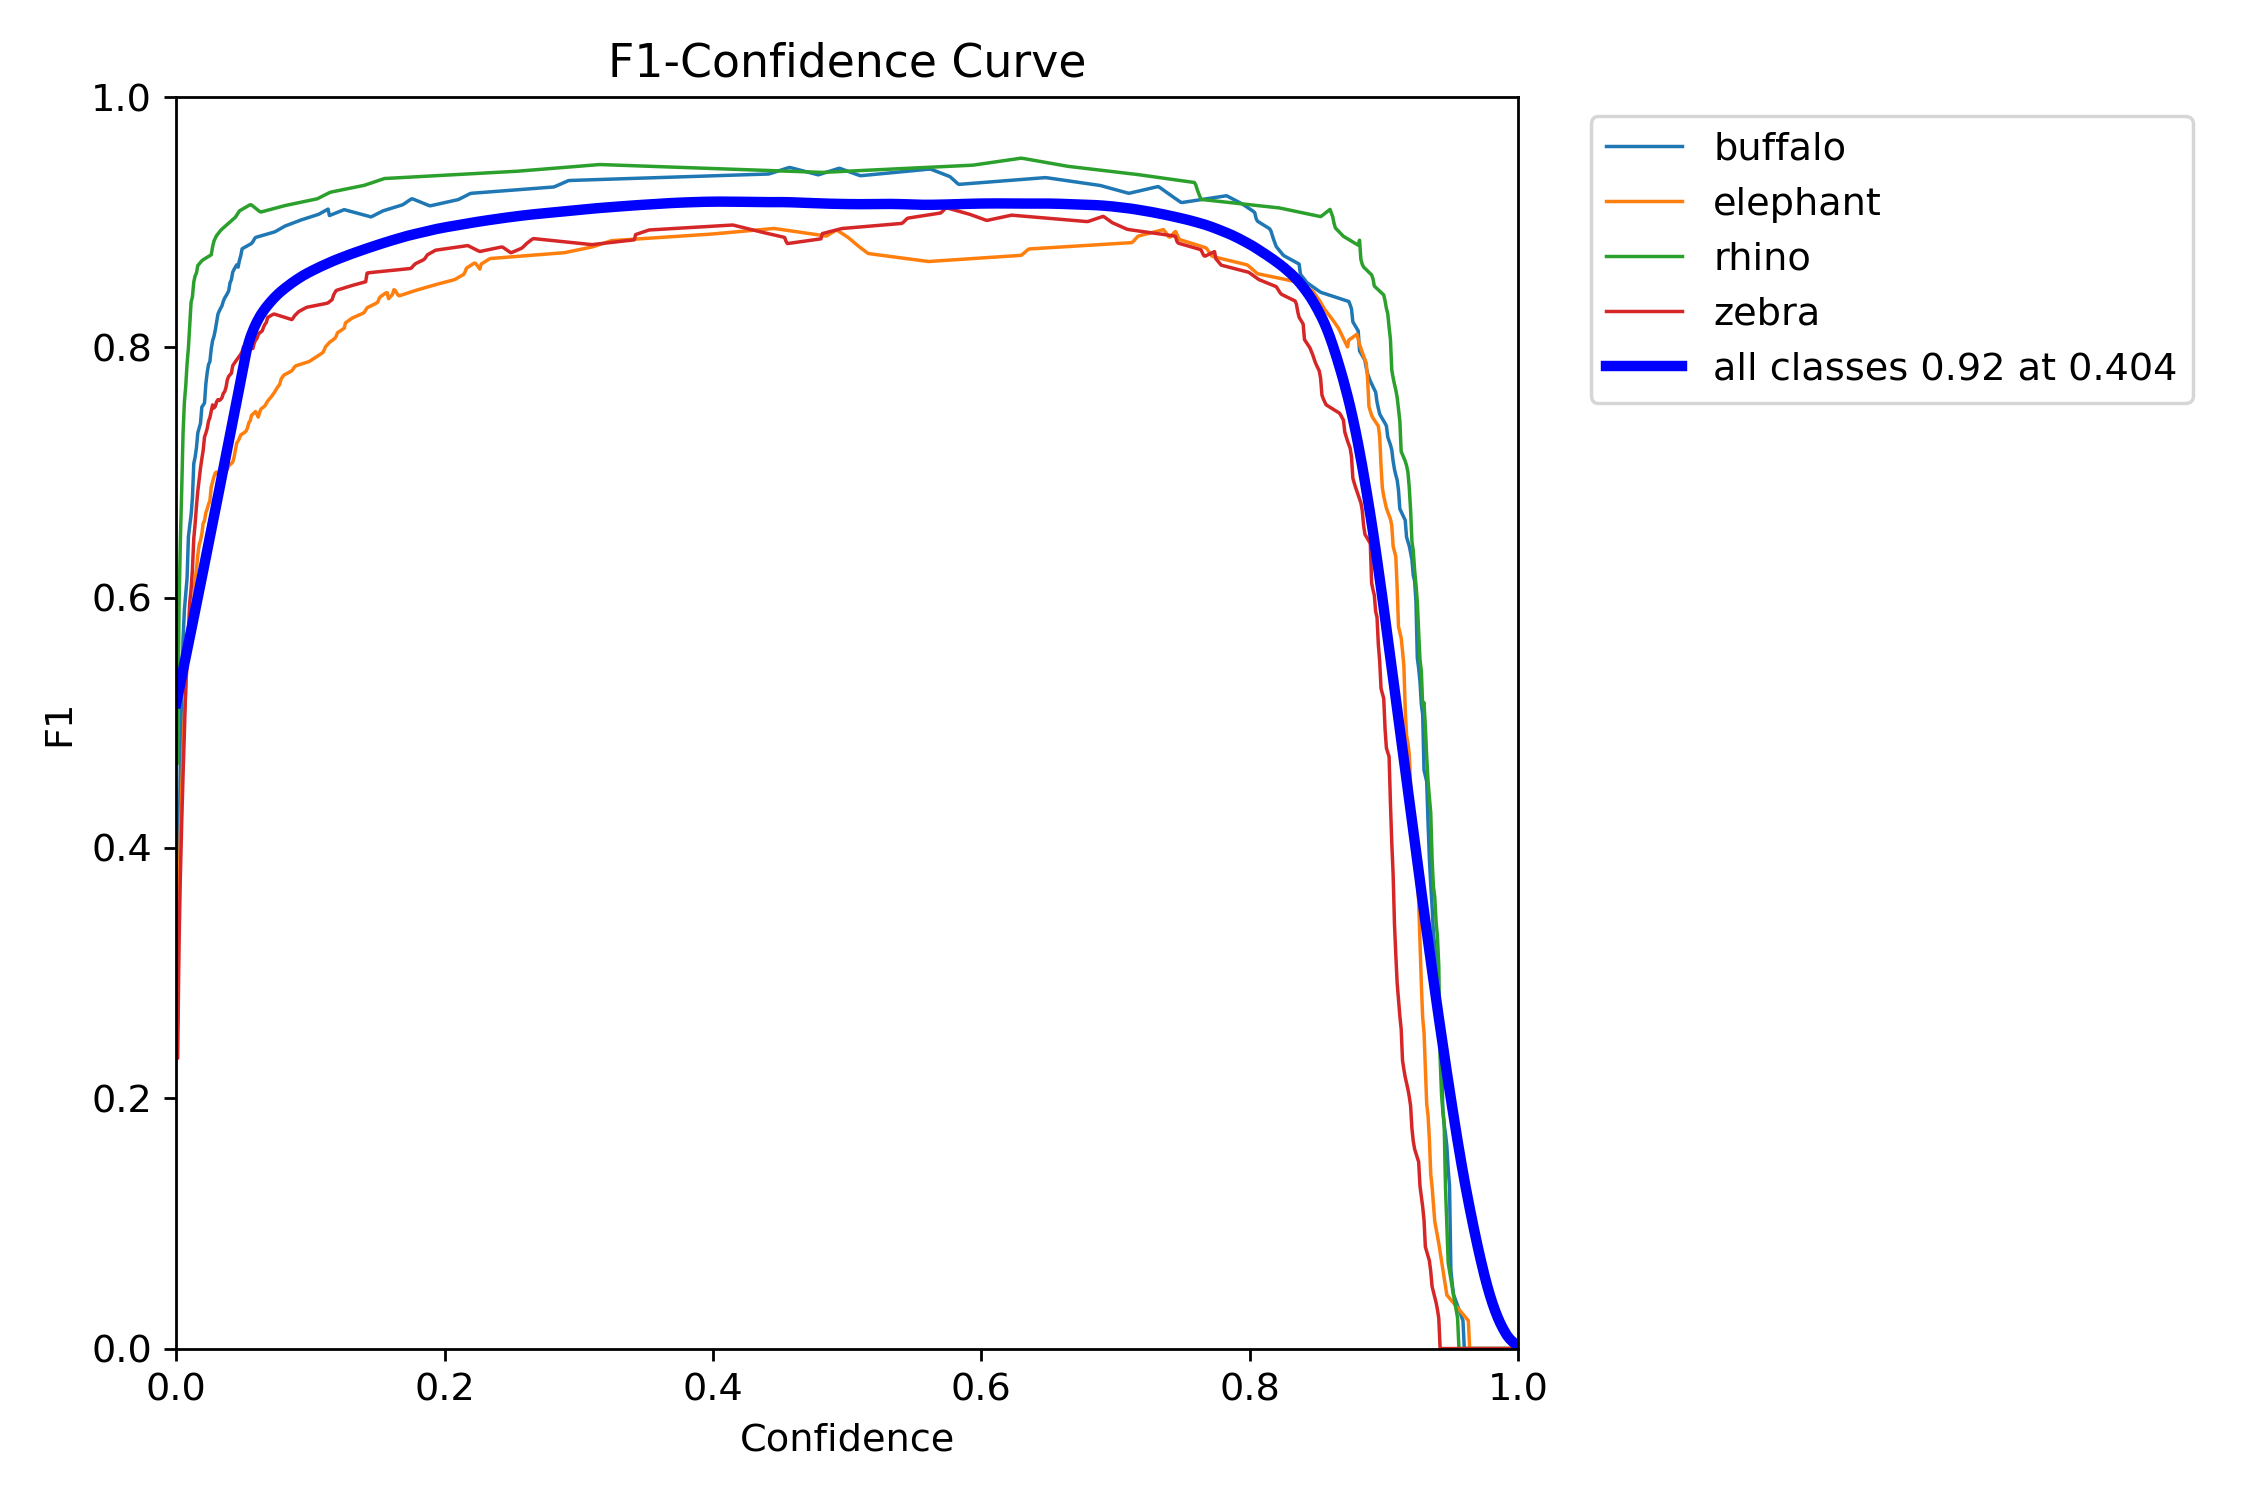 F1-Confidence Curve
1.0
0.8
0.6
0.4
0.2
0.0
F1
0.0 0.2 0.4 0.6 0.8 1.0
Confidence
buffalo
elephant
rhino
zebra
all classes 0.92 at 0.404